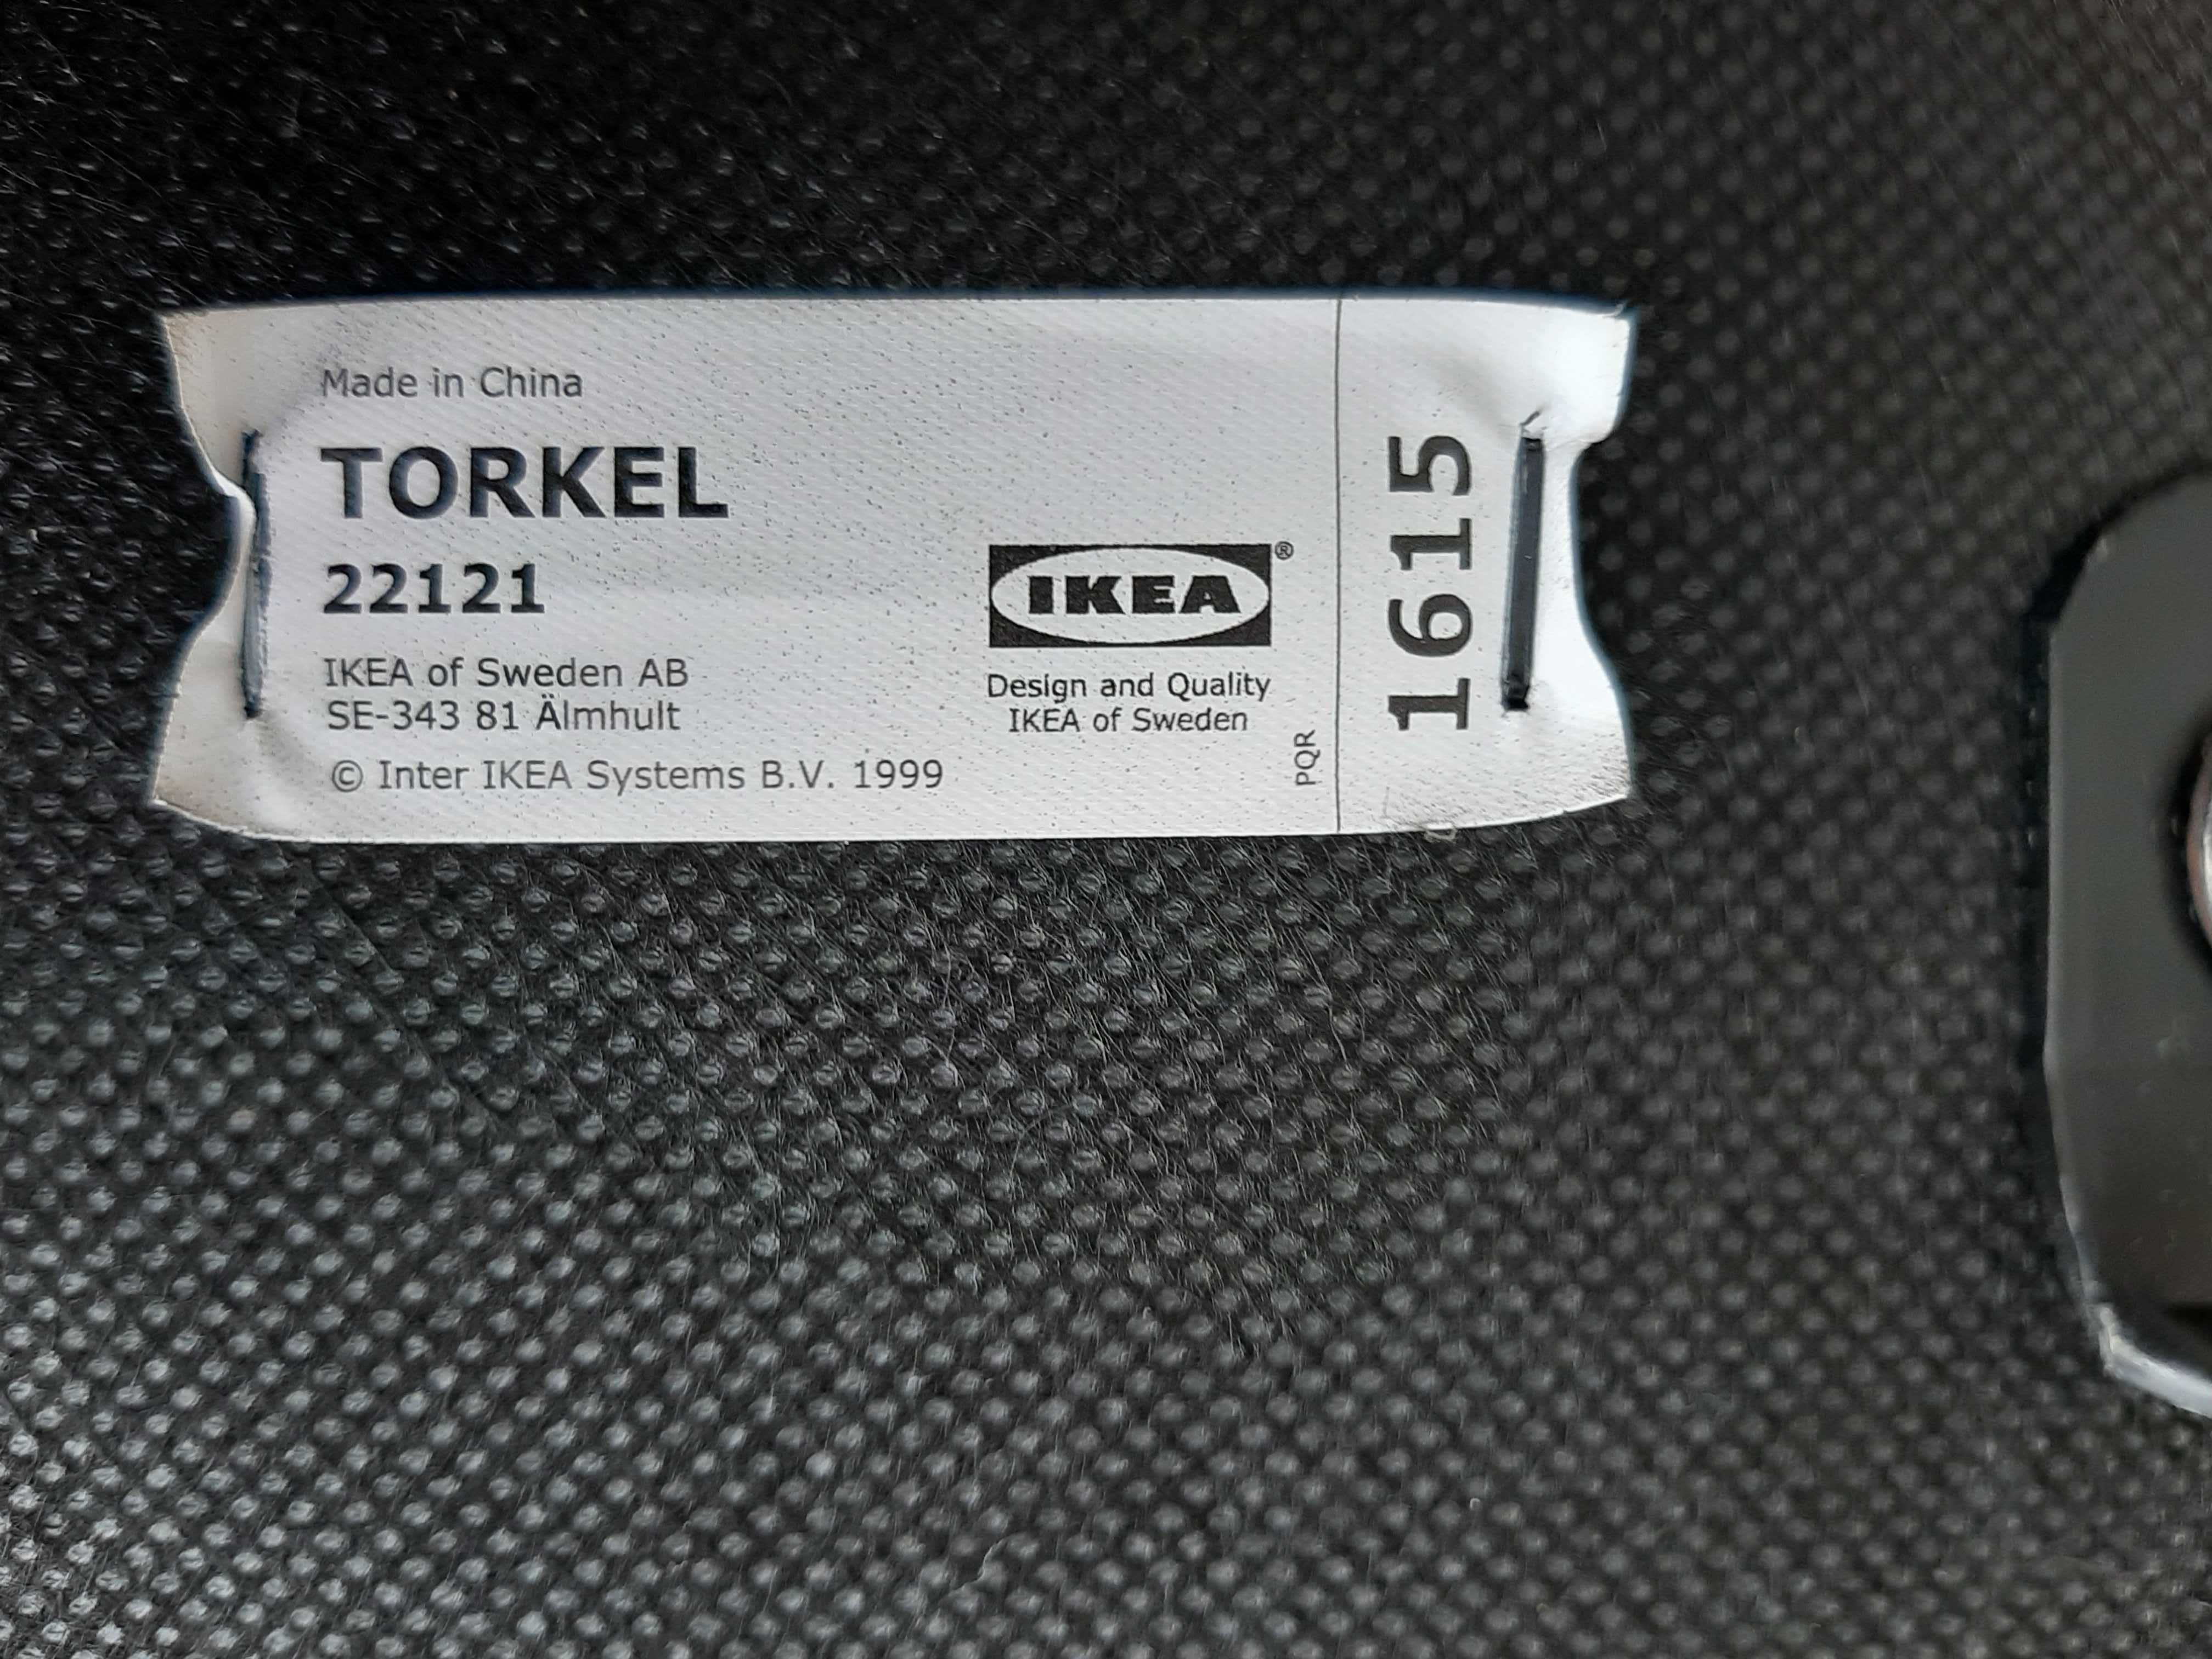 Made in China
TORKEL
22121
IKEA of Sweden AB
SE-343 81 Älmhult
© Inter IKEA Systems B.V. 1999
IKEA®
Design and Quality
IKEA of Sweden
PQR
1615